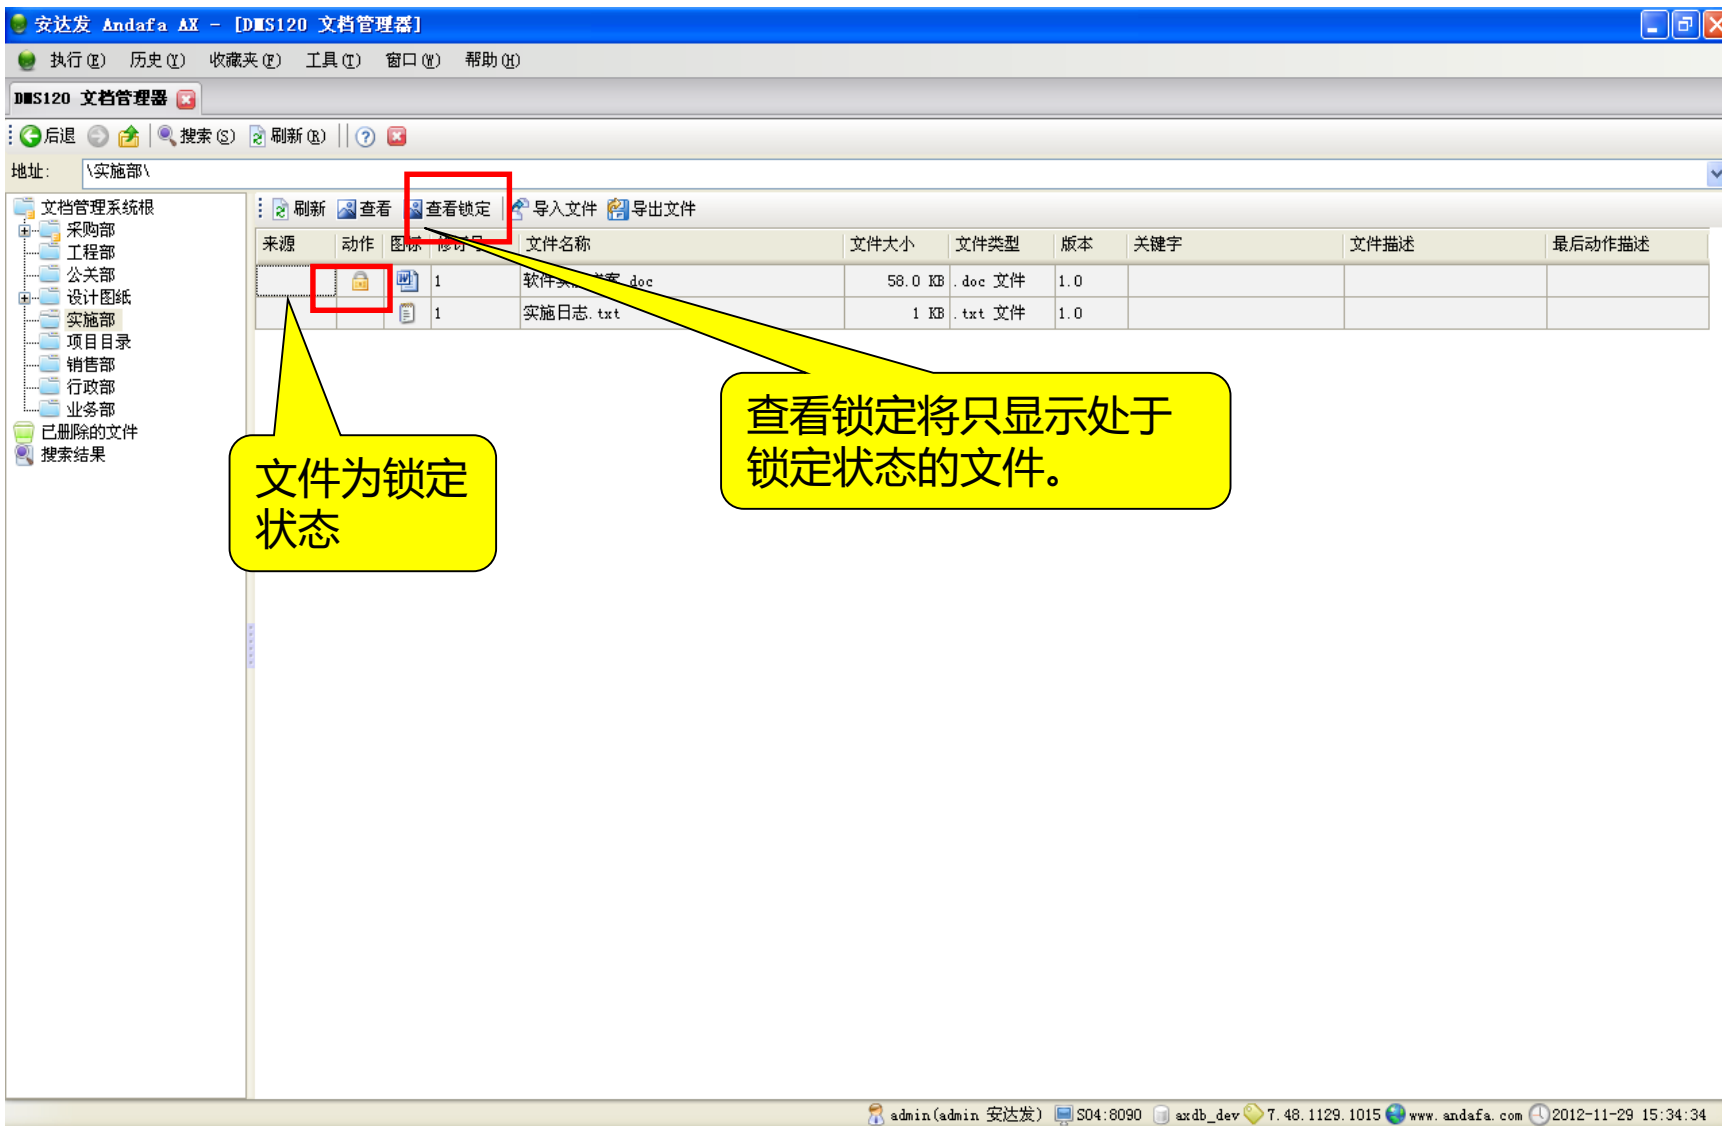 安达发 Andafa AX - [DMS120 文档管理器]
执行(E) 历史(Y) 收藏夹(F) 工具(T) 窗口(W) 帮助(H)
DMS120 文档管理器
后退 搜索(S) 刷新(R)
地址: \实施部\
文档管理系统根
采购部
工程部
公关部
设计图纸
实施部
项目目录
销售部
行政部
业务部
已删除的文件
搜索结果
刷新 查看 查看锁定 导入文件 导出文件
来源 动作 图标 文件名称 文件大小 文件类型 版本 关键字 文件描述 最后动作描述
1 软件 .doc 58.0 KB .doc 文件 1.0
1 实施日志.txt 1 KB .txt 文件 1.0
查看锁定将只显示处于
锁定状态的文件。
文件为锁定
状态
admin(admin 安达发) S04:8090 axdb_dev 7.48.1129.1015 www.andafa.com 2012-11-29 15:34:34